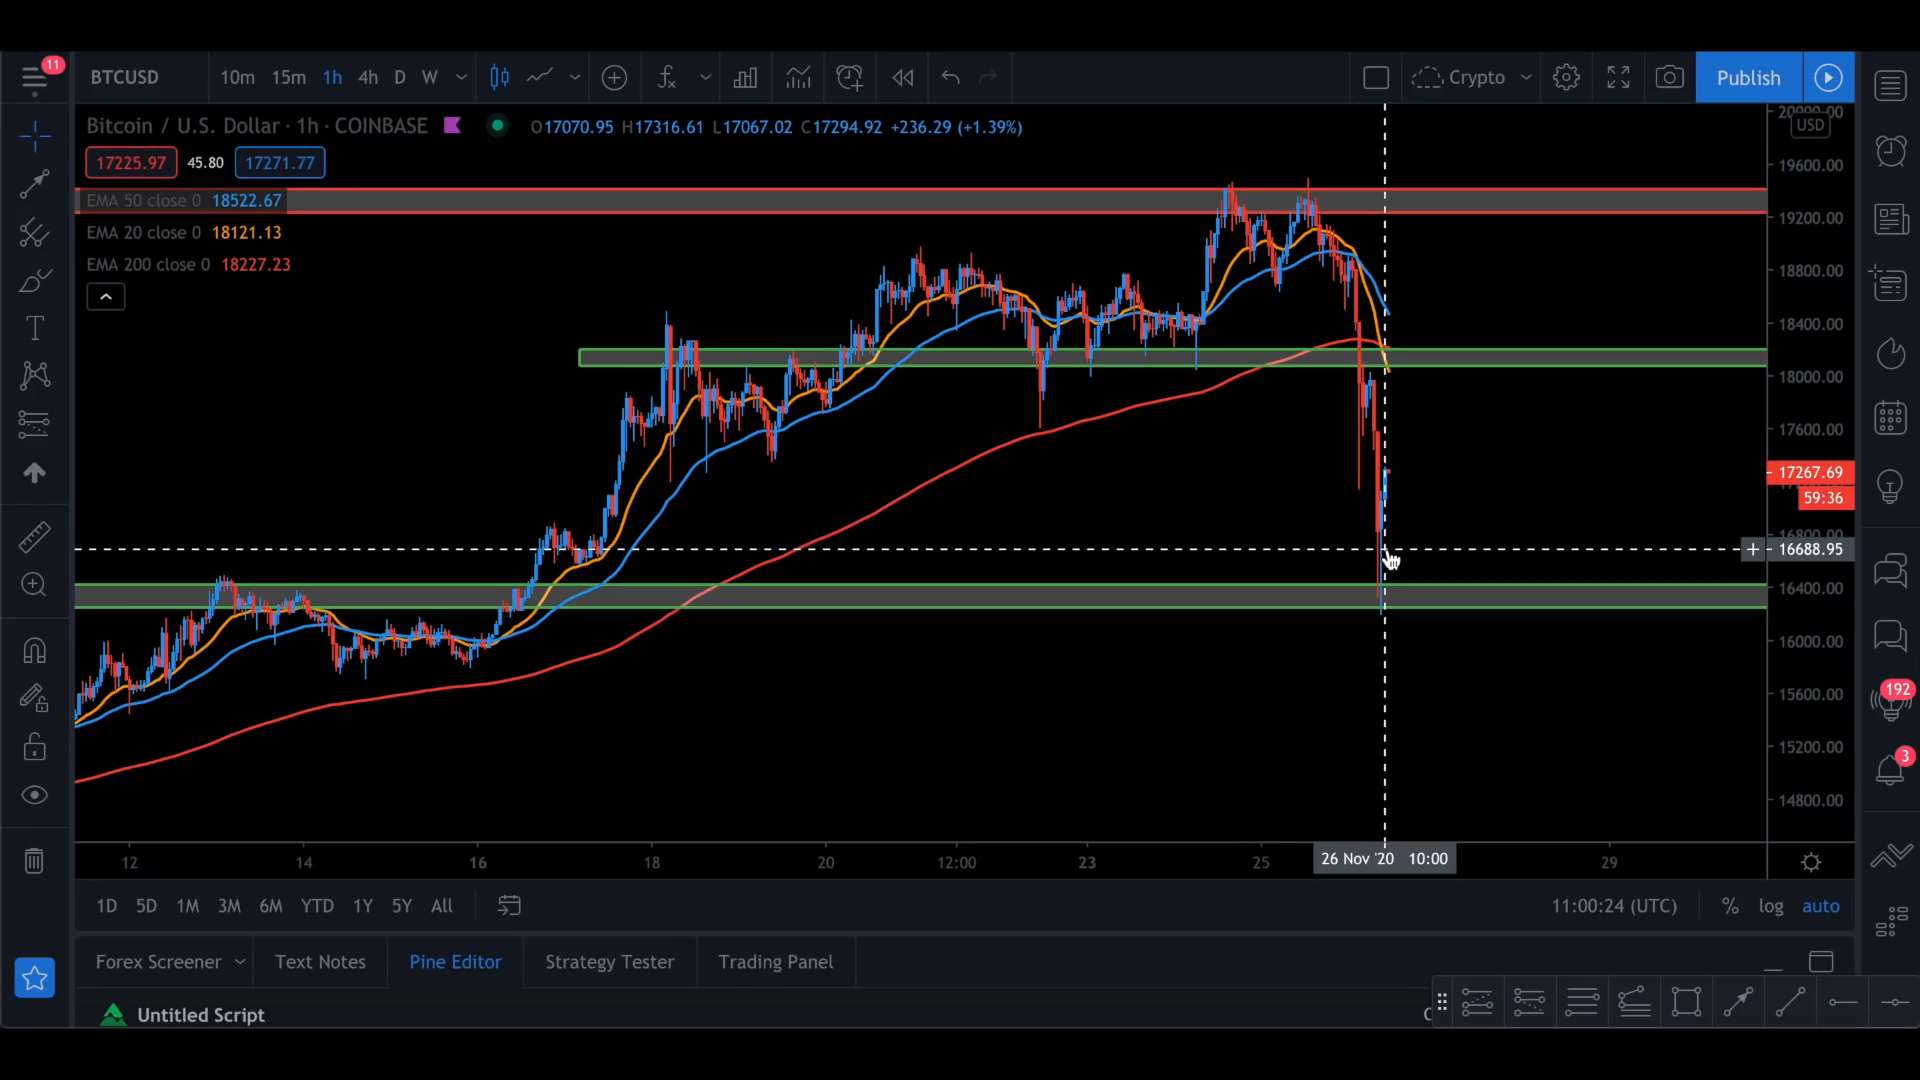 11
BTCUSD 10m 15m 1h 4h D W Crypto Publish
Bitcoin / U.S. Dollar · 1h · COINBASE O17070.95 H17316.61 L17067.02 C17294.92 +236.29 (+1.39%)
17225.97 45.80 17271.77
EMA 50 close 0 18522.67
EMA 20 close 0 18121.13
EMA 200 close 0 18227.23
20000.00
USD
19600.00
19200.00
18800.00
18400.00
18000.00
17600.00
17267.69
59:36
16688.95
16400.00
16000.00
15600.00
15200.00
14800.00
192
3
12 14 16 18 20 12:00 23 25 26 Nov '20 10:00 29
1D 5D 1M 3M 6M YTD 1Y 5Y All 11:00:24 (UTC) % log auto
Forex Screener Text Notes Pine Editor Strategy Tester Trading Panel
Untitled Script